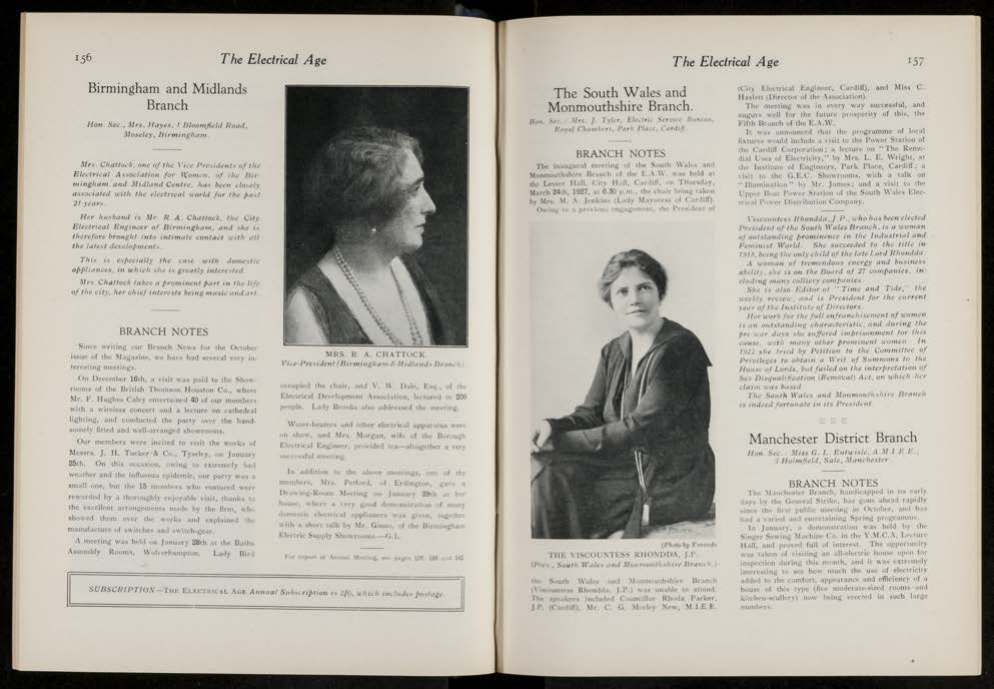 156
The Electrical Age
Birmingham and Midlands
Branch
Hon. Sec., Mrs. Hayes, 1 Bloomfield Road,
Moseley, Birmingham.
Mrs. Chattock, one of the Vice Presidents of the
Electrical Association for Women, of the Bir-
mingham and Midland Centre, has been closely
associated with the electrical world for the past
21 years.
Her husband is Mr. R. A. Chattock, the City
Electrical Engineer of Birmingham, and she is
therefore brought into intimate contact with all
the latest developments.
This is especially the case with domestic
appliances, in which she is greatly interested.
Mrs. Chattock takes a prominent part in the life
of the city, her chief interests being music and art.
BRANCH NOTES
Since writing our Branch News for the October
issue of the Magazine, we have had several very in-
teresting meetings.
On December 16th, a visit was paid to the Show-
rooms of the British Thomson Houston Co., where
Mr. F. Hughes Caley entertained 40 of our members
with a wireless concert and a lecture on cathedral
lighting, and conducted the party over the hand-
somely fitted and well-arranged showrooms.
Our members were invited to visit the works of
Messrs. J. H. Tucker & Co., Tyseley, on January
25th. On this occasion, owing to extremely bad
weather and the influenza epidemic, our party was a
small one, but the 15 members who ventured were
rewarded by a thoroughly enjoyable visit, thanks to
the excellent arrangements made by the firm, who
showed them over the works and explained the
manufacture of switches and switch-gear.
A meeting was held on January 28th at the Baths
Assembly Rooms, Wolverhampton. Lady Bird
MRS. R. A. CHATTOCK.
Vice-President (Birmingham & Midlands Branch)
occupied the chair, and V. W. Dale, Esq., of the
Electrical Development Association, lectured to 200
people. Lady Brooks also addressed the meeting.
Water-heaters and other electrical apparatus were
on show, and Mrs. Morgan, wife of the Borough
Electrical Engineer, provided tea—altogether a very
successful meeting.
In addition to the above meetings, one of the
members, Mrs. Perford, of Erdington, gave a
Drawing-Room Meeting on January 29th at her
house, where a very good demonstration of many
domestic electrical appliances was given, together
with a short talk by Mr. Ginno, of the Birmingham
Electric Supply Showrooms.—G.L.
For report of Annual Meeting, see pages
SUBSCRIPTION—THE ELECTRICAL AGE Annual Subscription is 2/6, which includes postage.
The Electrical Age
157
The South Wales and
Monmouthshire Branch.
Hon. Sec.: Mrs. J. Tyler, Electric Service Bureau,
Royal Chambers, Park Place, Cardiff.
BRANCH NOTES
The inaugural meeting of the South Wales and
Monmouthshire Branch of the E.A.W. was held at
the Lesser Hall, City Hall, Cardiff, on Thursday,
March 24th, 1927, at 6.30 p.m., the chair being taken
by Mrs. M. A. Jenkins (Lady Mayoress of Cardiff).
Owing to a previous engagement, the President of
(Photo by
THE VISCOUNTESS RHONDDA, J.P.
(Pres., South Wales and Monmouthshire Branch.)
the South Wales and Monmouthshire Branch
(Viscountess Rhondda, J.P.) was unable to attend.
The speakers included Councillor Rhoda Parker,
J.P. (Cardiff), Mr. C. G. Morley New, M.I.E.E.
(City Electrical Engineer, Cardiff), and Miss C.
Haslett (Director of the Association).
The meeting was in every way successful, and
augurs well for the future prosperity of this, the
Fifth Branch of the E.A.W.
It was announced that the programme of local
fixtures would include a visit to the Power Station of
the Cardiff Corporation; a lecture on "The Reme-
dial Uses of Electricity," by Mrs. L. E. Wright, at
the Institute of Engineers, Park Place, Cardiff; a
visit to the G.E.C. Showrooms, with a talk on
"Illumination" by Mr. James; and a visit to the
Upper Boat Power Station of the South Wales Elec-
trical Power Distribution Company.
Viscountess Rhondda, J.P., who has been elected
President of the South Wales Branch, is a woman
of outstanding prominence in the Industrial and
Feminist World. She succeeded to the title in
1918, being the only child of the late Lord Rhondda.
A woman of tremendous energy and business
ability, she is on the Board of 27 companies, in-
cluding many colliery companies.
She is also Editor of "Time and Tide," the
weekly review, and is President for the current
year of the Institute of Directors.
Her work for the full enfranchisement of women
is an outstanding characteristic, and during the
pre war days she suffered imprisonment for this
cause, with many other prominent women. In
1922 she tried by Petition to the Committee of
Privileges to obtain a Writ of Summons to the
House of Lords, but failed on the interpretation of
Sex Disqualification (Removal) Act, on which her
claim was based.
The South Wales and Monmouthshire Branch
is indeed fortunate in its President.
Manchester District Branch
Hon. Sec.: Miss G. L. Entwisle, A.M.I.E.E.,
3 Holmfield, Sale, Manchester.
BRANCH NOTES
The Manchester Branch, handicapped in its early
days by the General Strike, has gone ahead rapidly
since the first public meeting in October, and has
had a varied and entertaining Spring programme.
In January, a demonstration was held by the
Singer Sewing Machine Co. in the Y.M.C.A. Lecture
Hall, and proved full of interest. The opportunity
was taken of visiting an all-electric house open for
inspection during this month, and it was extremely
interesting to see how much the use of electricity
added to the comfort, appearance and efficiency of a
house of this type (five moderate-sized rooms and
kitchen-scullery) now being erected in such large
numbers.